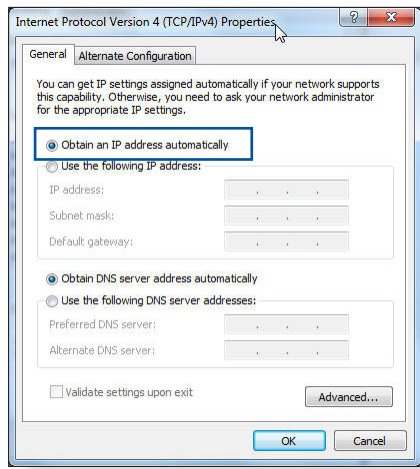 Internet Protocol Version 4 (TCP/IPv4) Properties
General
Alternate Configuration
You can get IP settings assigned automatically if your network supports
this capability. Otherwise, you need to ask your network administrator
for the appropriate IP settings.
Obtain an IP address automatically
Use the following IP address:
IP address:
Subnet mask:
Default gateway:
Obtain DNS server address automatically
Use the following DNS server addresses:
Preferred DNS server:
Alternate DNS server:
Validate settings upon exit
Advanced...
OK
Cancel